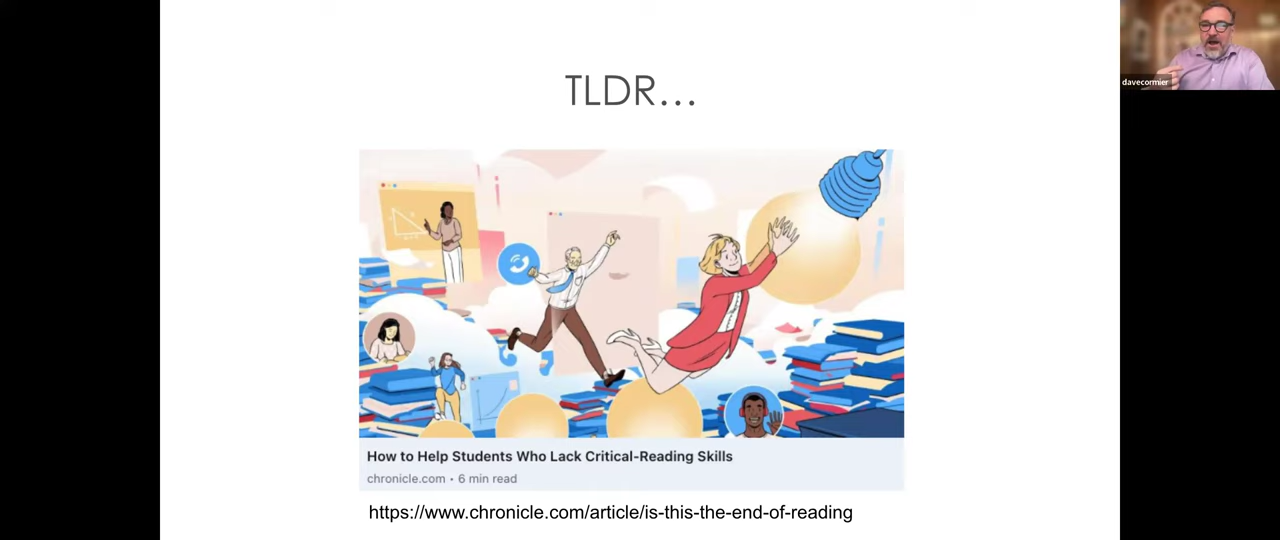 TLDR...
davecormier
How to Help Students Who Lack Critical-Reading Skills
chronicle.com • 6 min read
https://www.chronicle.com/article/is-this-the-end-of-reading